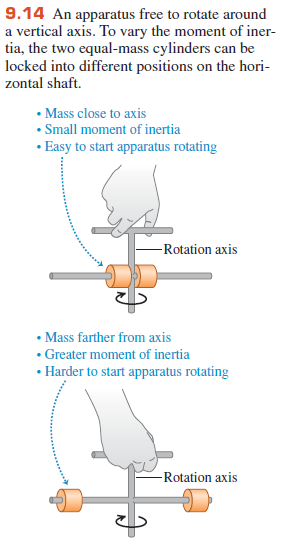 9.14 An apparatus free to rotate around
a vertical axis. To vary the moment of iner-
tia, the two equal-mass cylinders can be
locked into different positions on the hori-
zontal shaft.
• Mass close to axis
• Small moment of inertia
• Easy to start apparatus rotating
Rotation axis
• Mass farther from axis
• Greater moment of inertia
• Harder to start apparatus rotating
Rotation axis